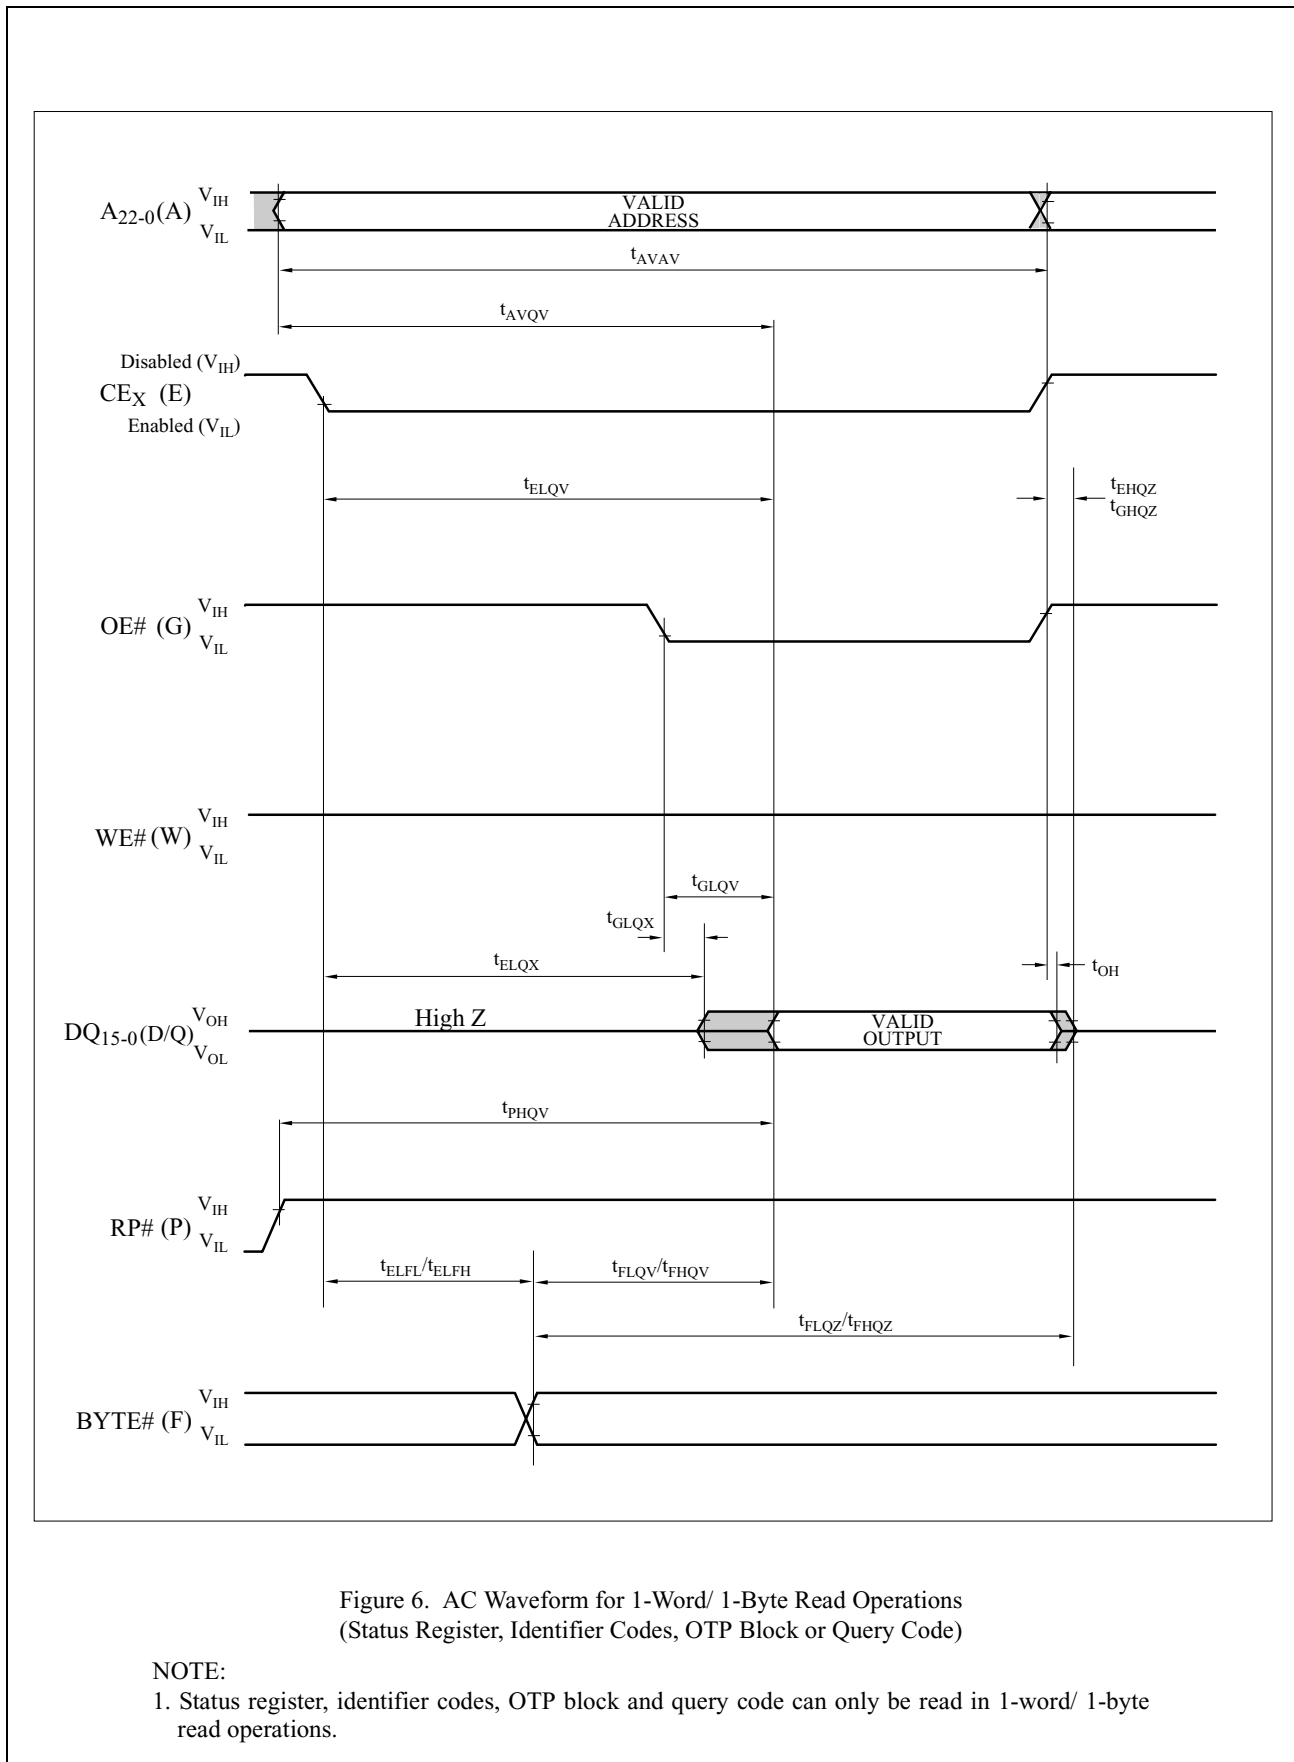 A22-0(A) VIH
VIL
VALID
ADDRESS
tAVAV
tAVQV
Disabled (VIH)
CEX (E)
Enabled (VIL)
tELQV
tEHQZ
tGHQZ
OE# (G) VIH
VIL
WE# (W) VIH
VIL
tGLQV
tGLQX
tELQX
tOH
DQ15-0(D/Q) VOH
VOL
High Z
VALID
OUTPUT
tPHQV
RP# (P) VIH
VIL
tELFL/tELFH
tFLQV/tFHQV
tFLQZ/tFHQZ
BYTE# (F) VIH
VIL
Figure 6. AC Waveform for 1-Word/ 1-Byte Read Operations
(Status Register, Identifier Codes, OTP Block or Query Code)
NOTE:
1. Status register, identifier codes, OTP block and query code can only be read in 1-word/ 1-byte
read operations.